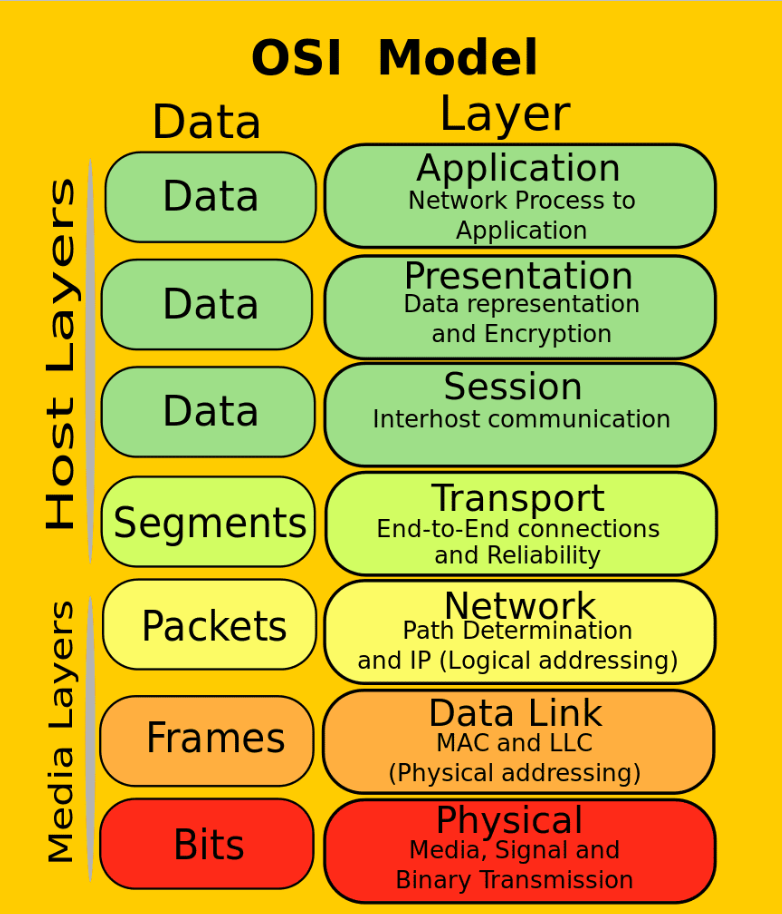 OSI Model
Data
Layer
Host Layers
Data
Application
Network Process to
Application
Data
Presentation
Data representation
and Encryption
Data
Session
Interhost communication
Segments
Transport
End-to-End connections
and Reliability
Media Layers
Packets
Network
Path Determination
and IP (Logical addressing)
Frames
Data Link
MAC and LLC
(Physical addressing)
Bits
Physical
Media, Signal and
Binary Transmission